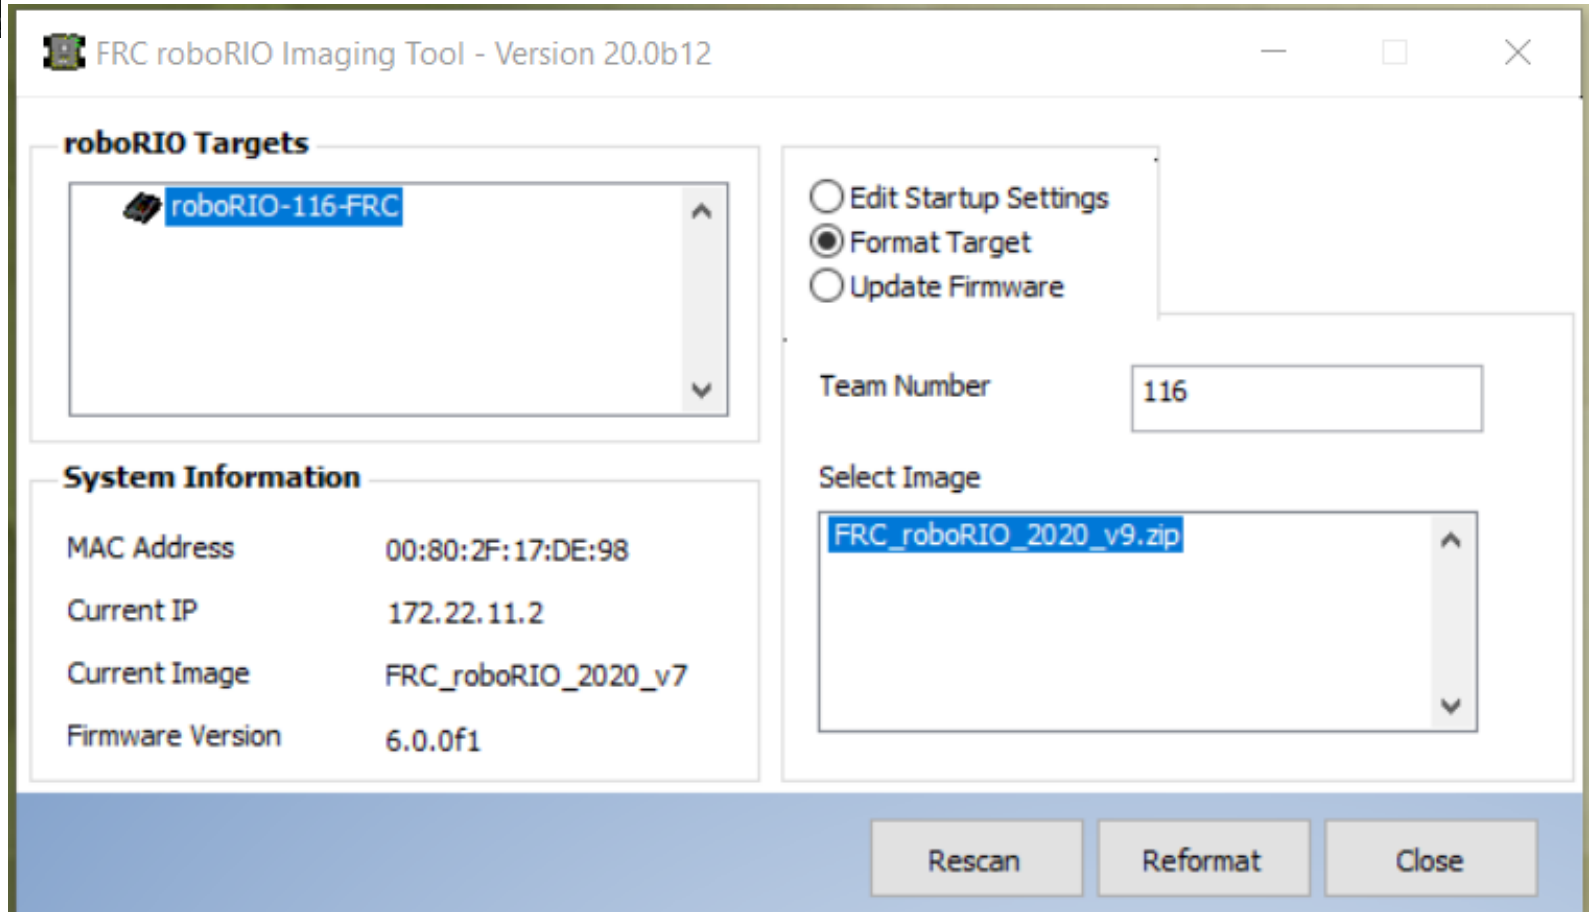 FRC roboRIO Imaging Tool - Version 20.0b12
roboRIO Targets
roboRIO-116-FRC
Edit Startup Settings
Format Target
Update Firmware
Team Number
116
Select Image
FRC_roboRIO_2020_v9.zip
System Information
MAC Address
00:80:2F:17:DE:98
Current IP
172.22.11.2
Current Image
FRC_roboRIO_2020_v7
Firmware Version
6.0.0f1
Rescan
Reformat
Close